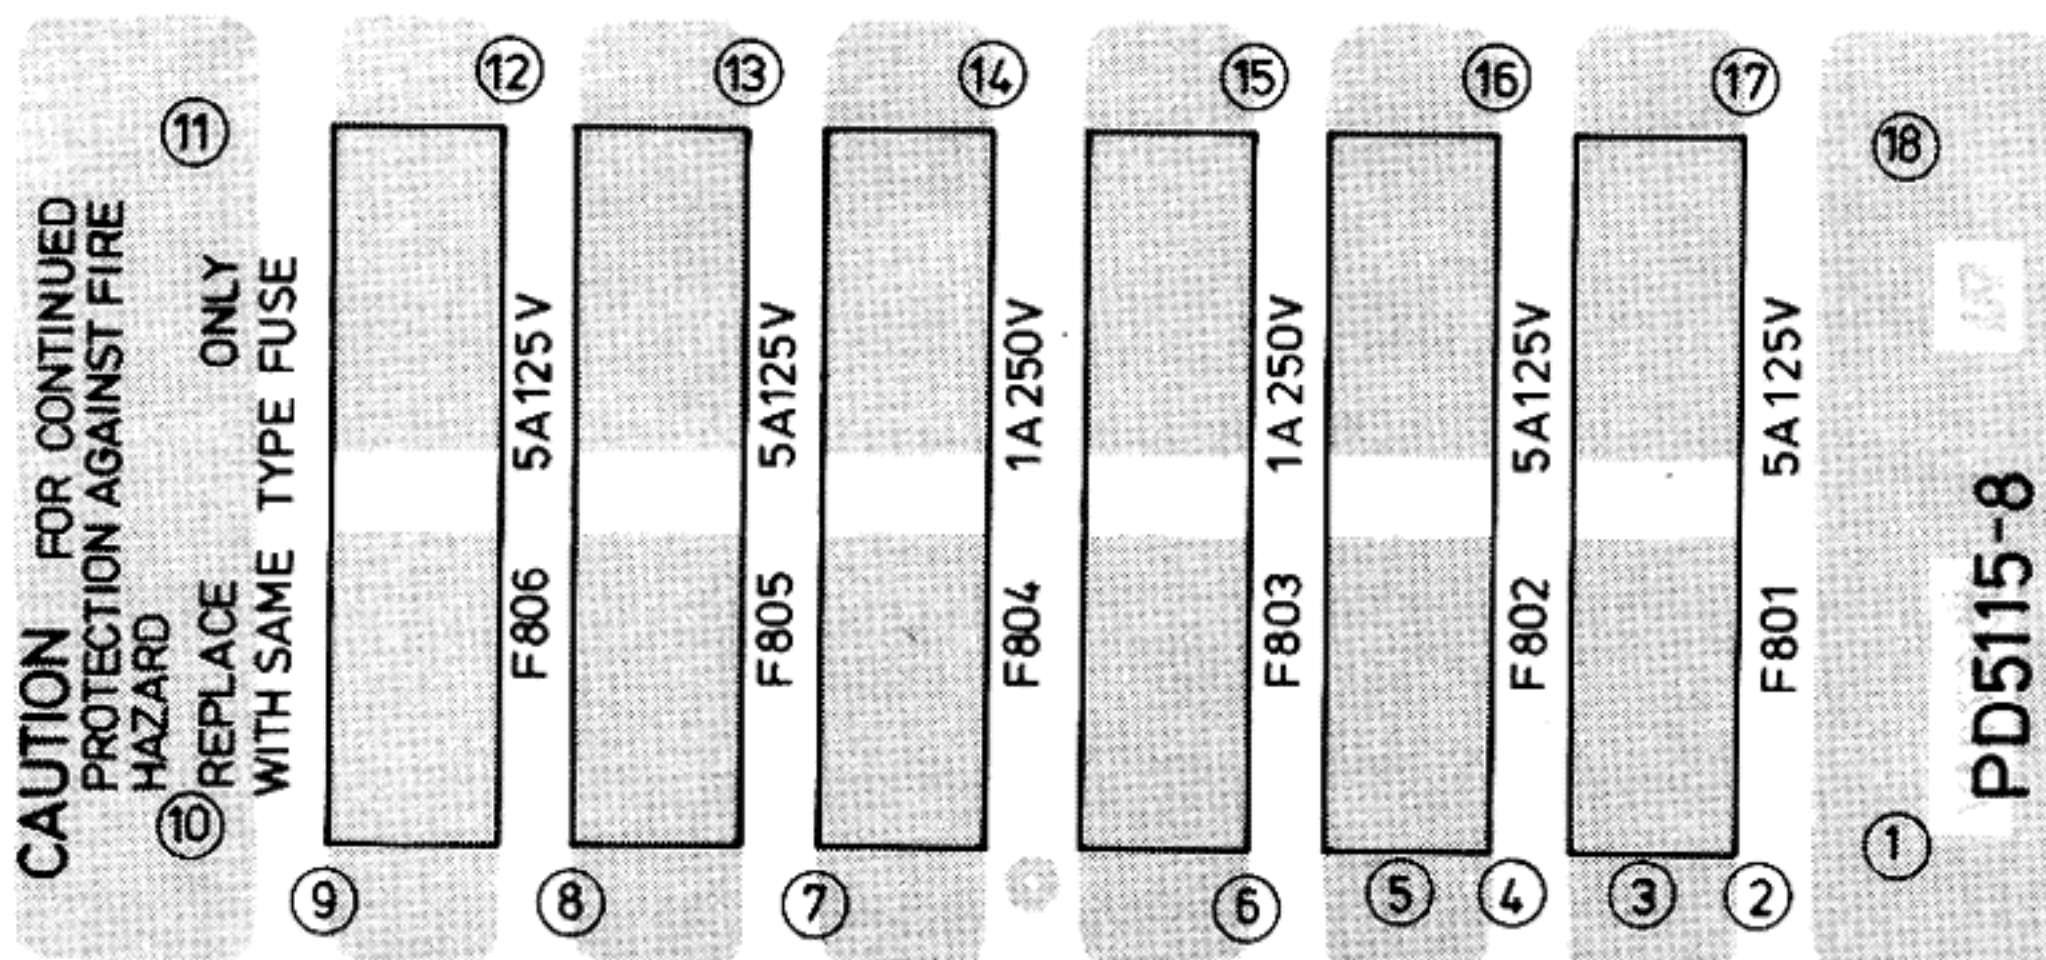 CAUTION FOR CONTINUED
PROTECTION AGAINST FIRE
HAZARD
REPLACE ONLY
WITH SAME TYPE FUSE
F806 5A125V
F805 5A125V
F804 1A250V
F803 1A250V
F802 5A125V
F801 5A125V
PD5115-8
11
12
13
14
15
16
17
18
10
9
8
7
6
5
4
3
2
1